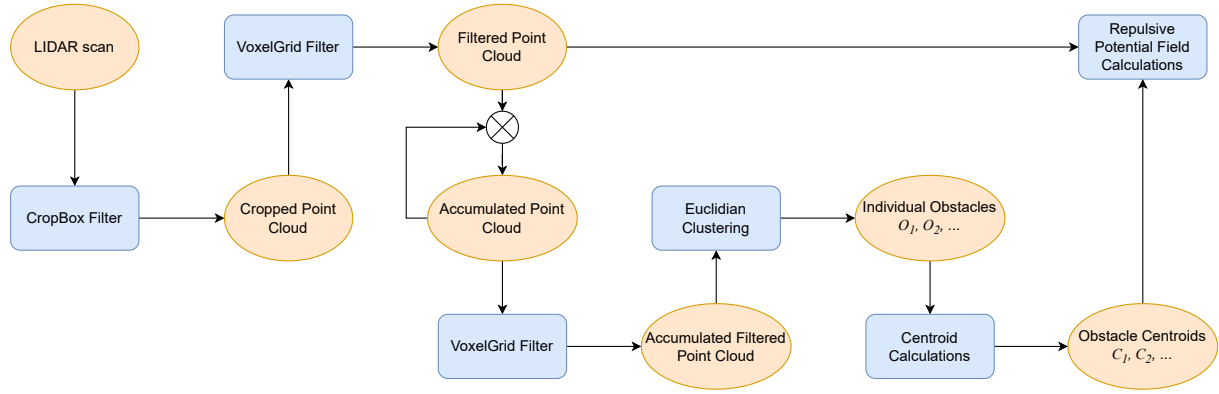 LIDAR scan
VoxelGrid Filter
Filtered Point
Cloud
Repulsive
Potential Field
Calculations
CropBox Filter
Cropped Point
Cloud
Accumulated Point
Cloud
Euclidian
Clustering
Individual Obstacles
O1, O2, ...
VoxelGrid Filter
Accumulated Filtered
Point Cloud
Centroid
Calculations
Obstacle Centroids
C1, C2, ...